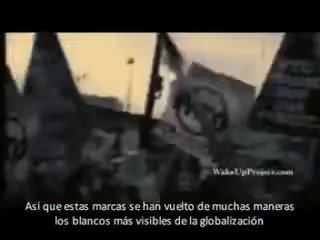 WakeUpProject.com
Así que estas marcas se han vuelto de muchas maneras
los blancos más visibles de la globalización